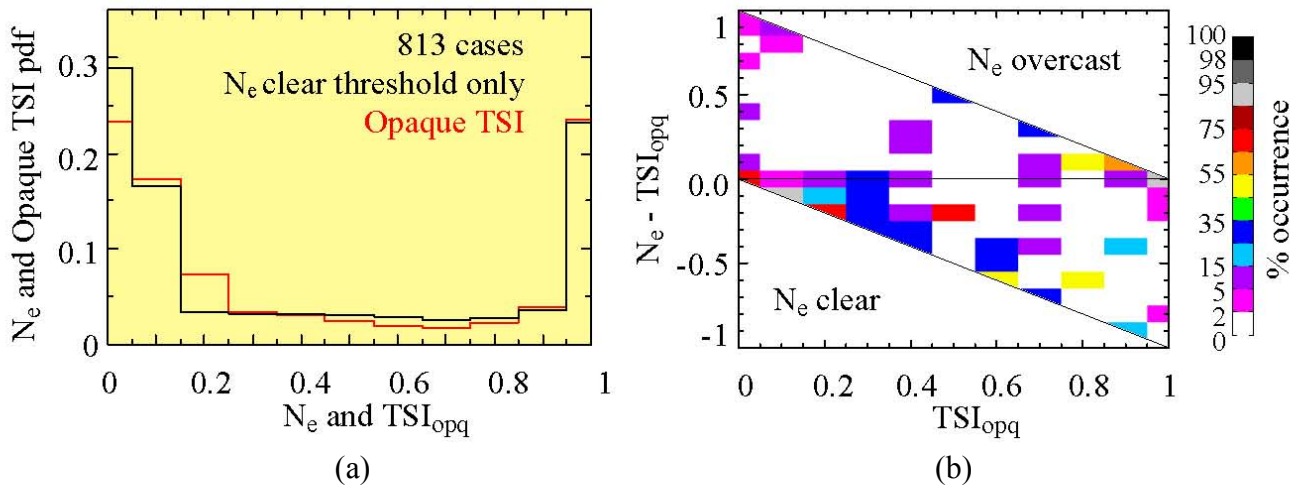 813 cases
Ne clear threshold only
Opaque TSI
Ne and Opaque TSI pdf
0.3
0.2
0.1
0
0 0.2 0.4 0.6 0.8 1
Ne and TSIopq
(a)
Ne overcast
Ne clear
Ne - TSIopq
1
0.5
0.0
-0.5
-1
0 0.2 0.4 0.6 0.8 1
TSIopq
(b)
100
98
95
75
55
35
15
5
2
0
% occurrence